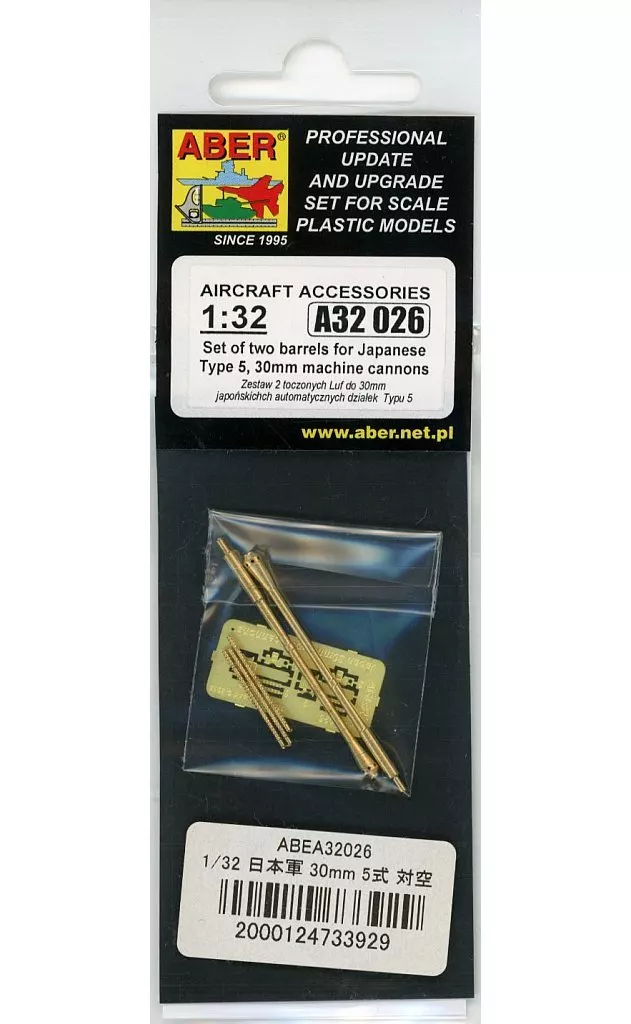 ABER®
SINCE 1995
PROFESSIONAL
UPDATE
AND UPGRADE
SET FOR SCALE
PLASTIC MODELS
AIRCRAFT ACCESSORIES
1:32 A32 026
Set of two barrels for Japanese
Type 5, 30mm machine cannons
Zestaw 2 toczonych Luf do 30mm
japońskichch automatycznych działek Typu 5
www.aber.net.pl
ABEA32026
1/32 日本軍 30mm 5式 対空
2000124733929